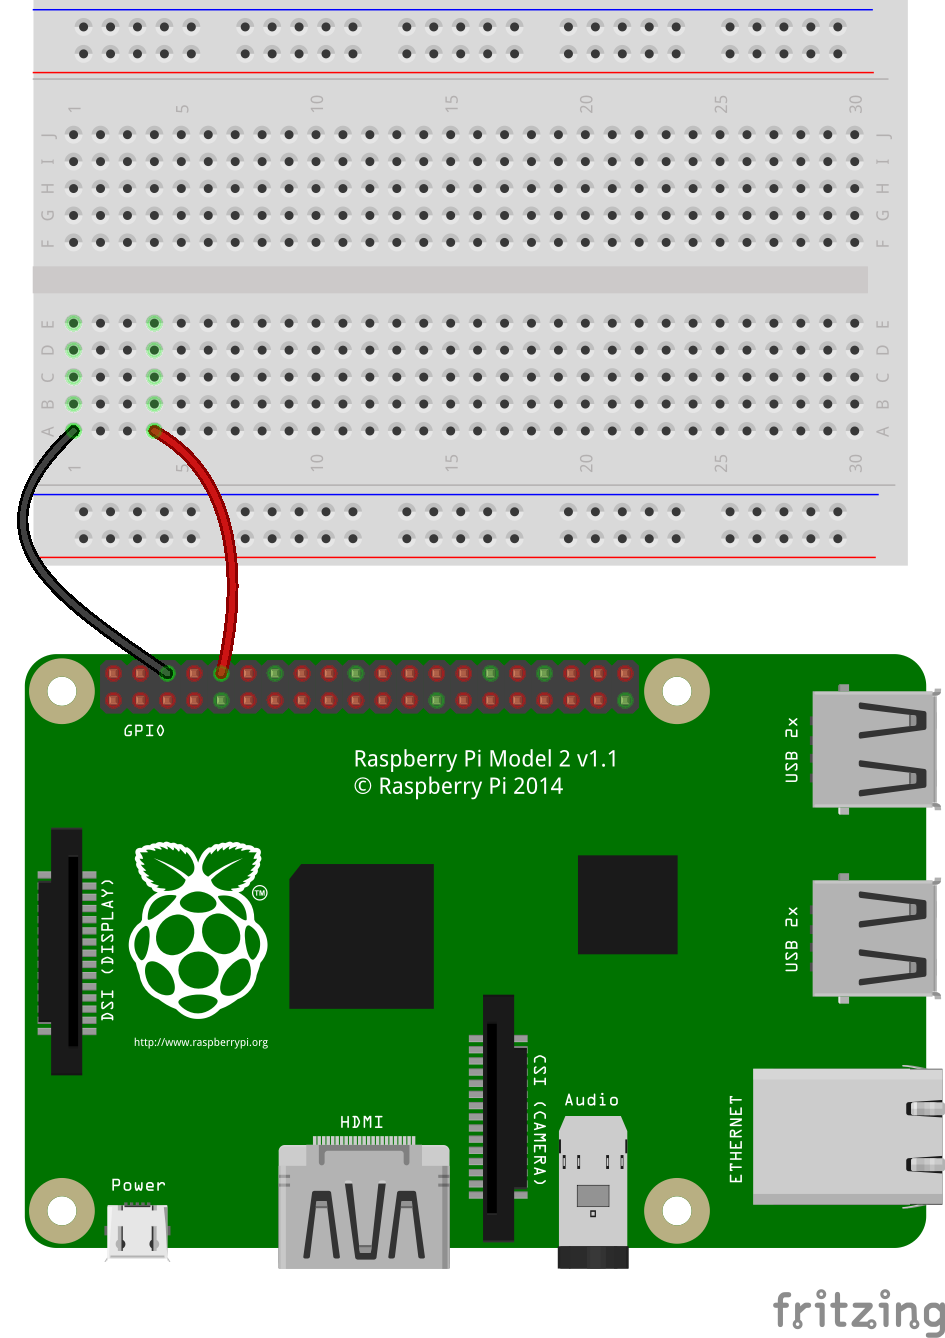 1 5 10 15 20 25 30
J J
I I
H H
G G
F F
E E
D D
C C
B B
A A
1 5 10 15 20 25 30
GPIO
Raspberry Pi Model 2 v1.1
© Raspberry Pi 2014
USB 2x
DSI (DISPLAY)
TM
USB 2x
http://www.raspberrypi.org
CSI (CAMERA)
Audio
ETHERNET
HDMI
Power
fritzing